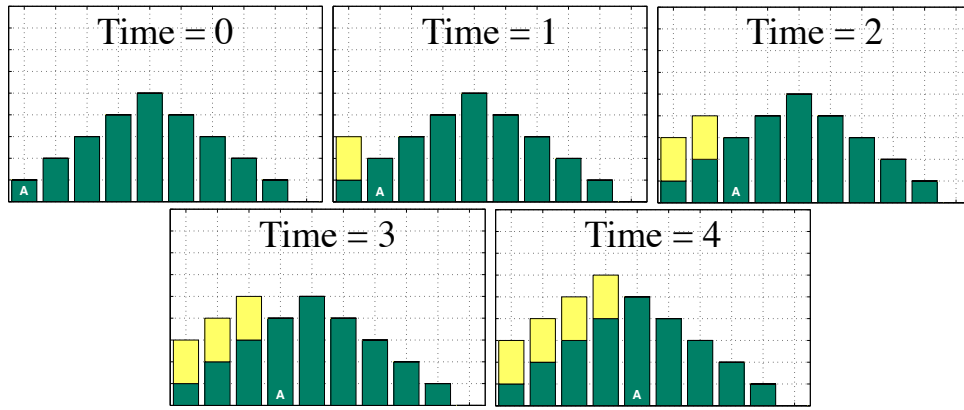 Time = 0
A
Time = 1
A
Time = 2
A
Time = 3
A
Time = 4
A